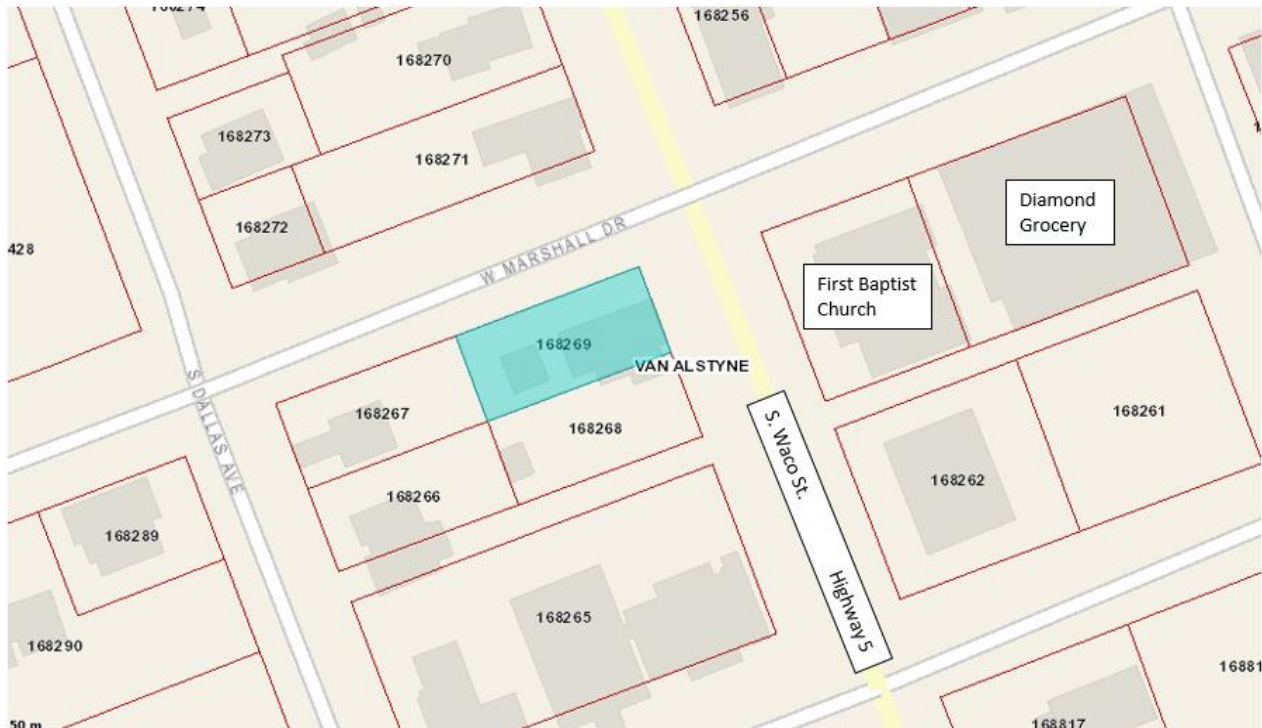 168274
168256
168270
168273
168271
Diamond
Grocery
168272
428
W MARSHALL DR
First Baptist
Church
168269
VAN ALSTYNE
S DALLAS AVE
168267
168261
168268
S. Waco St.
Highway 5
168266
168262
168289
168265
168290
16881
168817
50 m